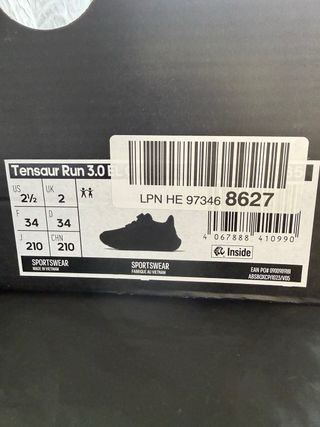 Tensaur Run 3.0 EL
LPN HE 97346 8627
US
2½
UK
2
F
34
D
34
J
210
CHN
210
4 067888 410990
Inside
SPORTSWEAR
MADE IN VIETNAM
SPORTSWEAR
FABRIQUE AU VIETNAM